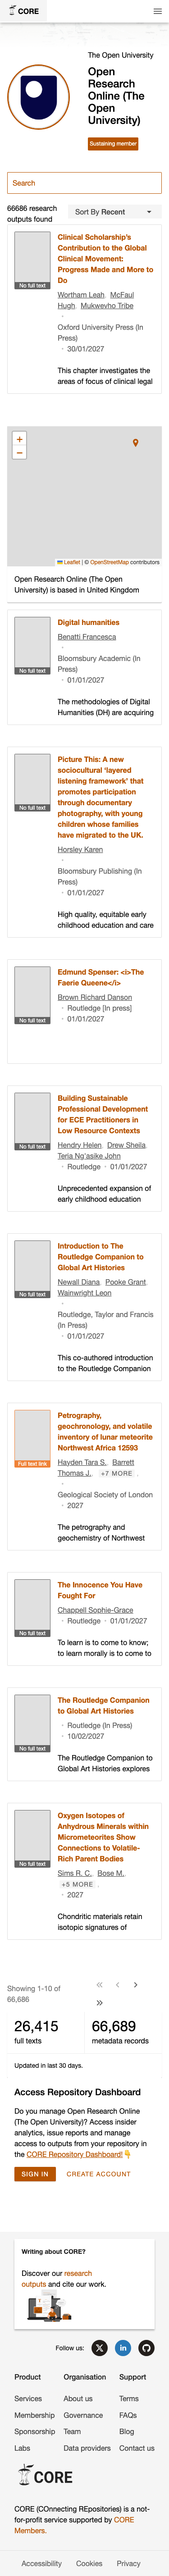 CORE
The Open University
Open
Research
Online (The
Open
University)
Sustaining member
Search
66686 research
outputs found
Sort By Recent
No full text
Clinical Scholarship's
Contribution to the Global
Clinical Movement:
Progress Made and More to
Do
Wortham Leah, McFaul
Hugh, Mukwevho Tribe
Oxford University Press (In
Press)
30/01/2027
This chapter investigates the
areas of focus of clinical legal
+
−
Leaflet | © OpenStreetMap contributors
Open Research Online (The Open
University) is based in United Kingdom
No full text
Digital humanities
Benatti Francesca
Bloomsbury Academic (In
Press)
01/01/2027
The methodologies of Digital
Humanities (DH) are acquiring
No full text
Picture This: A new
sociocultural 'layered
listening framework' that
promotes participation
through documentary
photography, with young
children whose families
have migrated to the UK.
Horsley Karen
Bloomsbury Publishing (In
Press)
01/01/2027
High quality, equitable early
childhood education and care
No full text
Edmund Spenser: <i>The
Faerie Queene</i>
Brown Richard Danson
Routledge [In press]
01/01/2027
No full text
Building Sustainable
Professional Development
for ECE Practitioners in
Low Resource Contexts
Hendry Helen, Drew Sheila,
Teria Ng'asike John
Routledge · 01/01/2027
Unprecedented expansion of
early childhood education
No full text
Introduction to The
Routledge Companion to
Global Art Histories
Newall Diana, Pooke Grant,
Wainwright Leon
Routledge, Taylor and Francis
(In Press)
01/01/2027
This co-authored introduction
to the Routledge Companion
Full text link
Petrography,
geochronology, and volatile
inventory of lunar meteorite
Northwest Africa 12593
Hayden Tara S., Barrett
Thomas J., +7 MORE .
Geological Society of London
2027
The petrography and
geochemistry of Northwest
No full text
The Innocence You Have
Fought For
Chappell Sophie-Grace
Routledge · 01/01/2027
To learn is to come to know;
to learn morally is to come to
No full text
The Routledge Companion
to Global Art Histories
Routledge (In Press)
10/02/2027
The Routledge Companion to
Global Art Histories explores
No full text
Oxygen Isotopes of
Anhydrous Minerals within
Micrometeorites Show
Connections to Volatile-
Rich Parent Bodies
Sims R. C., Bose M.,
+5 MORE .
2027
Chondritic materials retain
isotopic signatures of
Showing 1-10 of
66,686
26,415
full texts
66,689
metadata records
Updated in last 30 days.
Access Repository Dashboard
Do you manage Open Research Online
(The Open University)? Access insider
analytics, issue reports and manage
access to outputs from your repository in
the CORE Repository Dashboard! 👇
SIGN IN
CREATE ACCOUNT
Writing about CORE?
Discover our research
outputs and cite our work.
Follow us:
Product
Organisation
Support
Services
About us
Terms
Membership
Governance
FAQs
Sponsorship
Team
Blog
Labs
Data providers
Contact us
CORE
CORE (COnnecting REpositories) is a not-
for-profit service supported by CORE
Members.
Accessibility
Cookies
Privacy